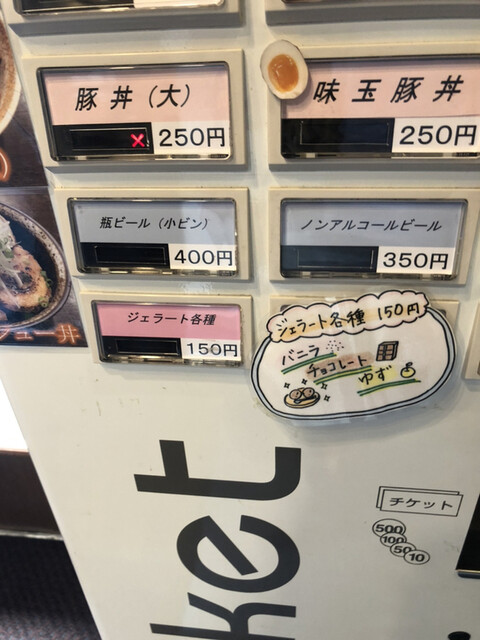 豚丼(大)
× 250円
味玉豚丼
250円
瓶ビール(小ビン)
400円
ノンアルコールビール
350円
ジェラート各種
150円
ジェラート各種 150円
バニラ
チョコレート
ゆず
チケット
500
100
50
10
ket